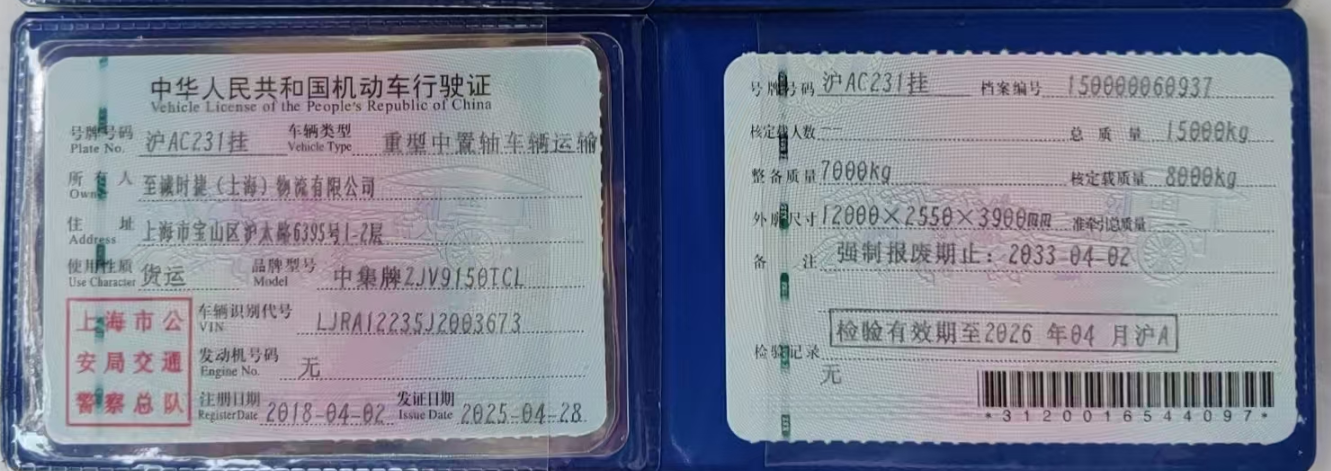 中华人民共和国机动车行驶证
Vehicle License of the People's Republic of China
号牌号码 沪AC231挂 车辆类型 重型中置轴车辆运输
Plate No. Vehicle Type
所有人 至诚时捷（上海）物流有限公司
Owner
住址 上海市宝山区沪太路6395号1-2层
Address
使用性质 货运 品牌型号 中集牌ZJV9150TCL
Use Character Model
上海市公
安局交通
警察总队
车辆识别代号 LJRA12235J2003673
VIN
发动机号码 无
Engine No.
注册日期 2018-04-02 发证日期 2025-04-28
Register Date Issue Date
号牌号码 沪AC231挂 档案编号 150000060937
核定载人数 -- 总质量 15000kg
整备质量 7000kg 核定载质量 8000kg
外廓尺寸 12000×2550×3900mm 准牵引总质量 --
备注 强制报废期止：2033-04-02
检验有效期至2026 年04 月沪A
检验记录
无
*3120016544097*